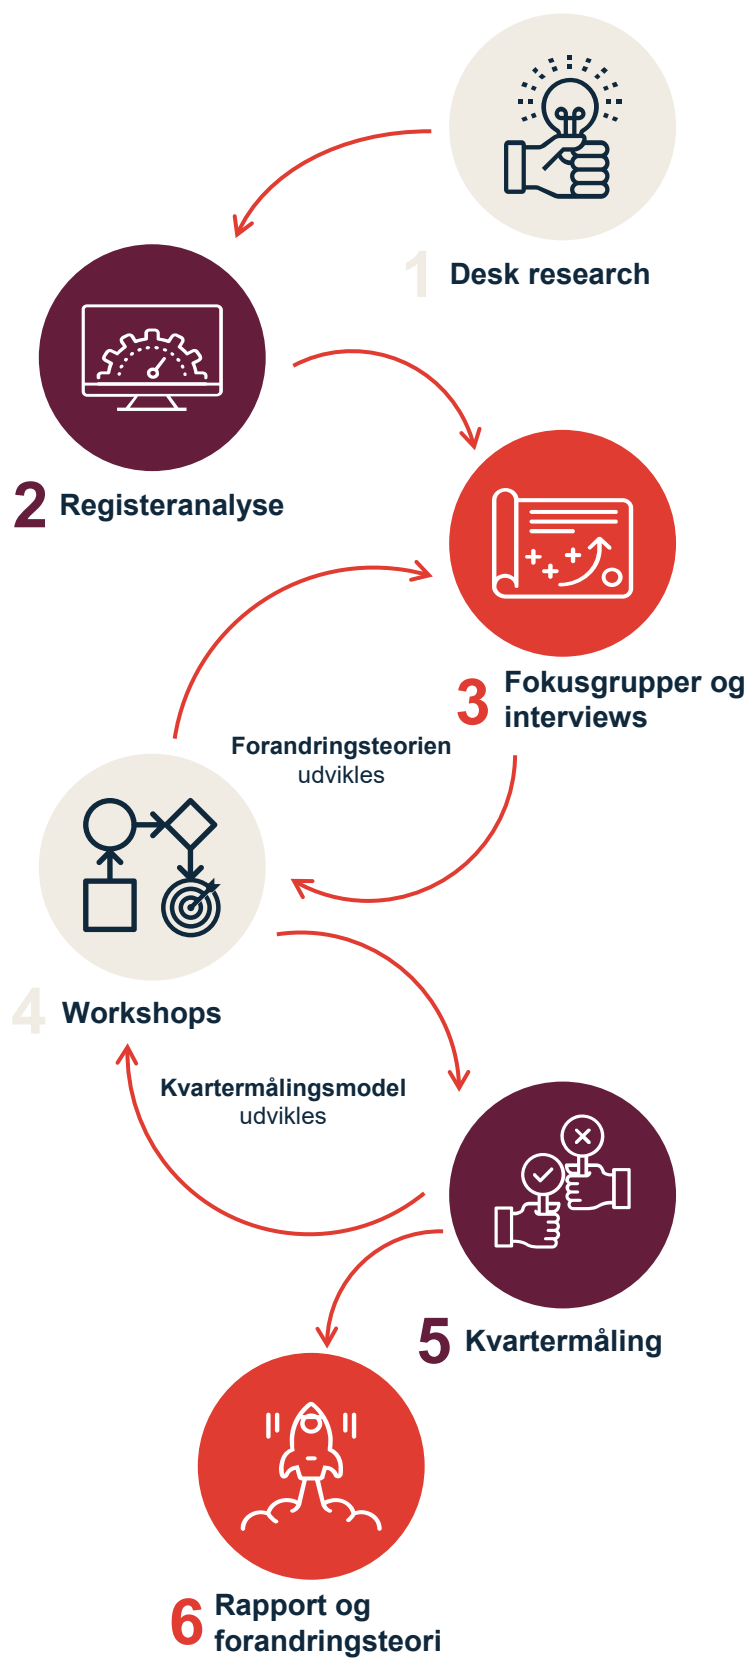 1 Desk research
2 Registeranalyse
3 Fokusgrupper og
interviews
Forandringsteorien
udvikles
4 Workshops
Kvartermålingsmodel
udvikles
5 Kvartermåling
6 Rapport og
forandringsteori